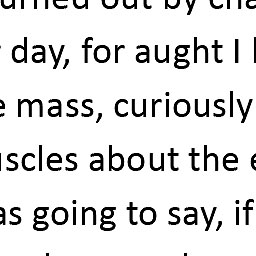 urned out by cha
day, for aught I
mass, curiously
uscles about the
as going to say, if